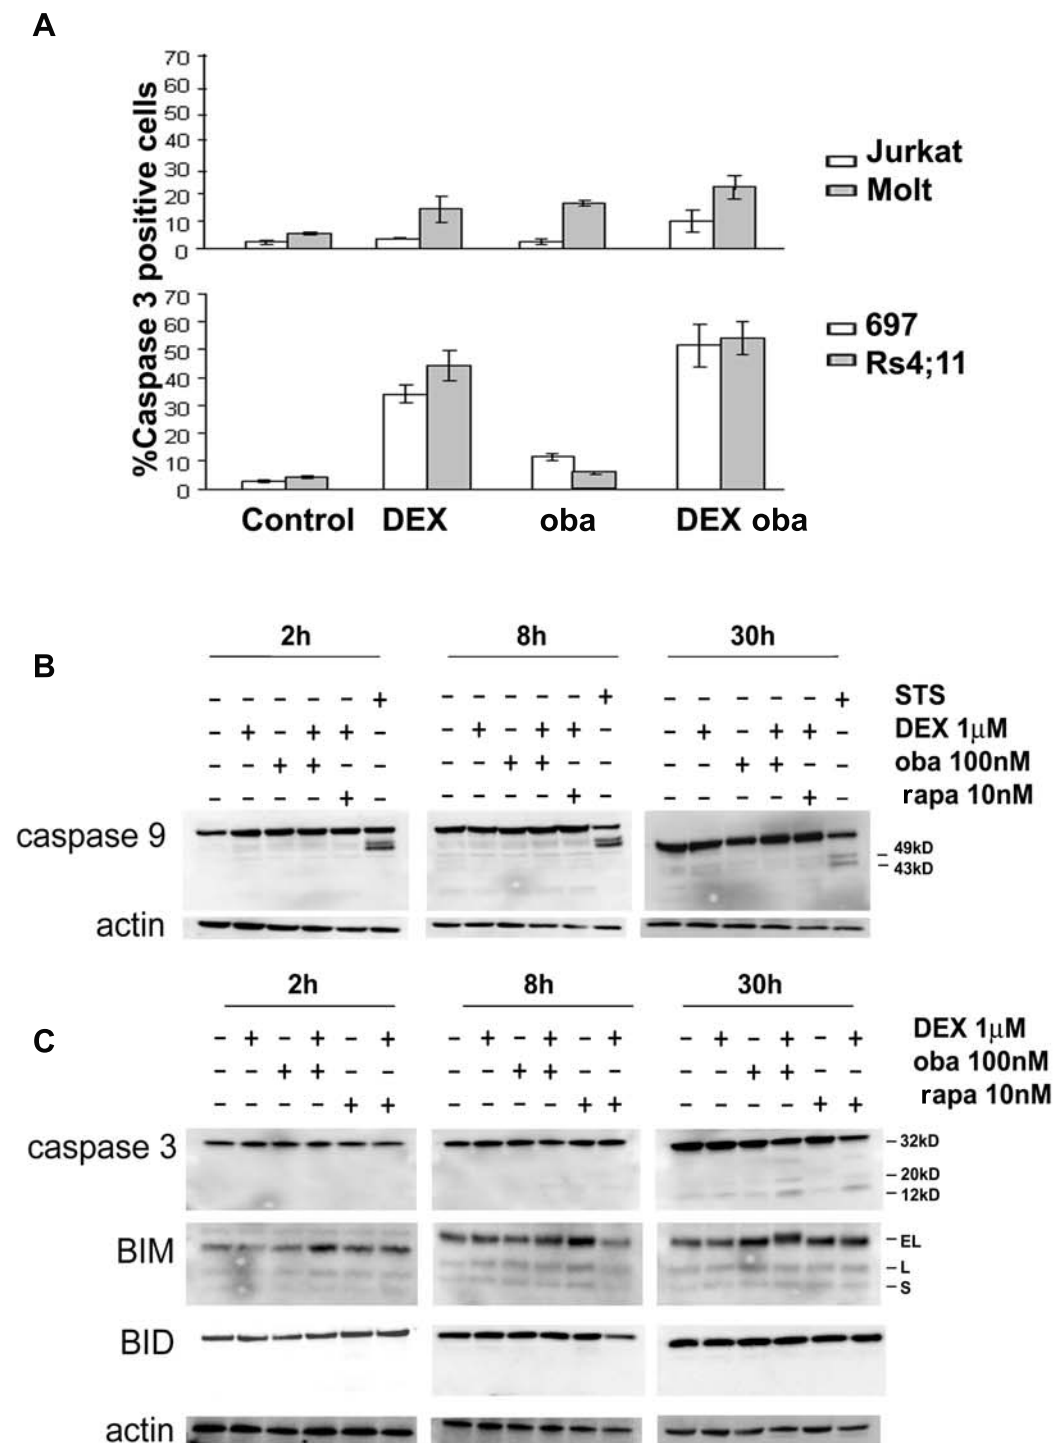 A
%Caspase 3 positive cells
70
60
50
40
30
20
10
0
Jurkat
Molt
70
60
50
40
30
20
10
0
697
Rs4;11
Control DEX oba DEX oba
B
2h 8h 30h
- - - - - + - - - - - + - - - - - + STS
- + - + + - - + - + + - - + - + + - DEX 1µM
- - + + - - - - + + - - - - + + - - oba 100nM
- - - - + - - - - - + - - - - - + - rapa 10nM
caspase 9
49kD
43kD
actin
2h 8h 30h
C
- + - + - + - + - + - + - + - + - + DEX 1µM
- - + + - - - - + + - - - - + + - - oba 100nM
- - - - + + - - - - + + - - - - + + rapa 10nM
caspase 3
32kD
20kD
12kD
BIM
EL
L
S
BID
actin